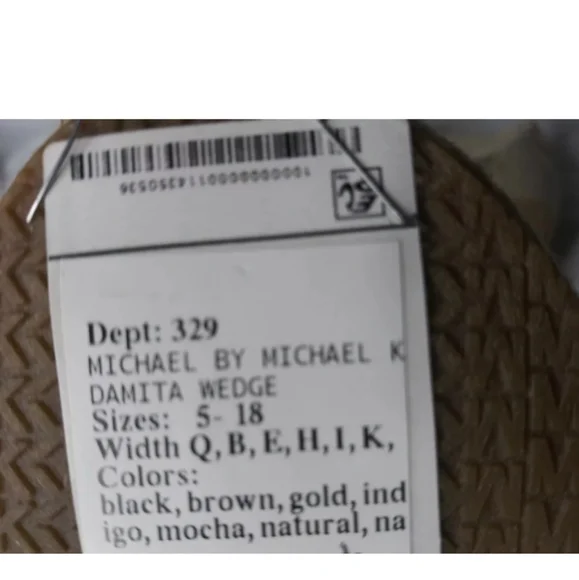 Dept: 329
MICHAEL BY MICHAEL K
DAMITA WEDGE
Sizes: 5- 18
Width Q, B, E, H, I, K,
Colors:
black, brown, gold, ind
igo, mocha, natural, na